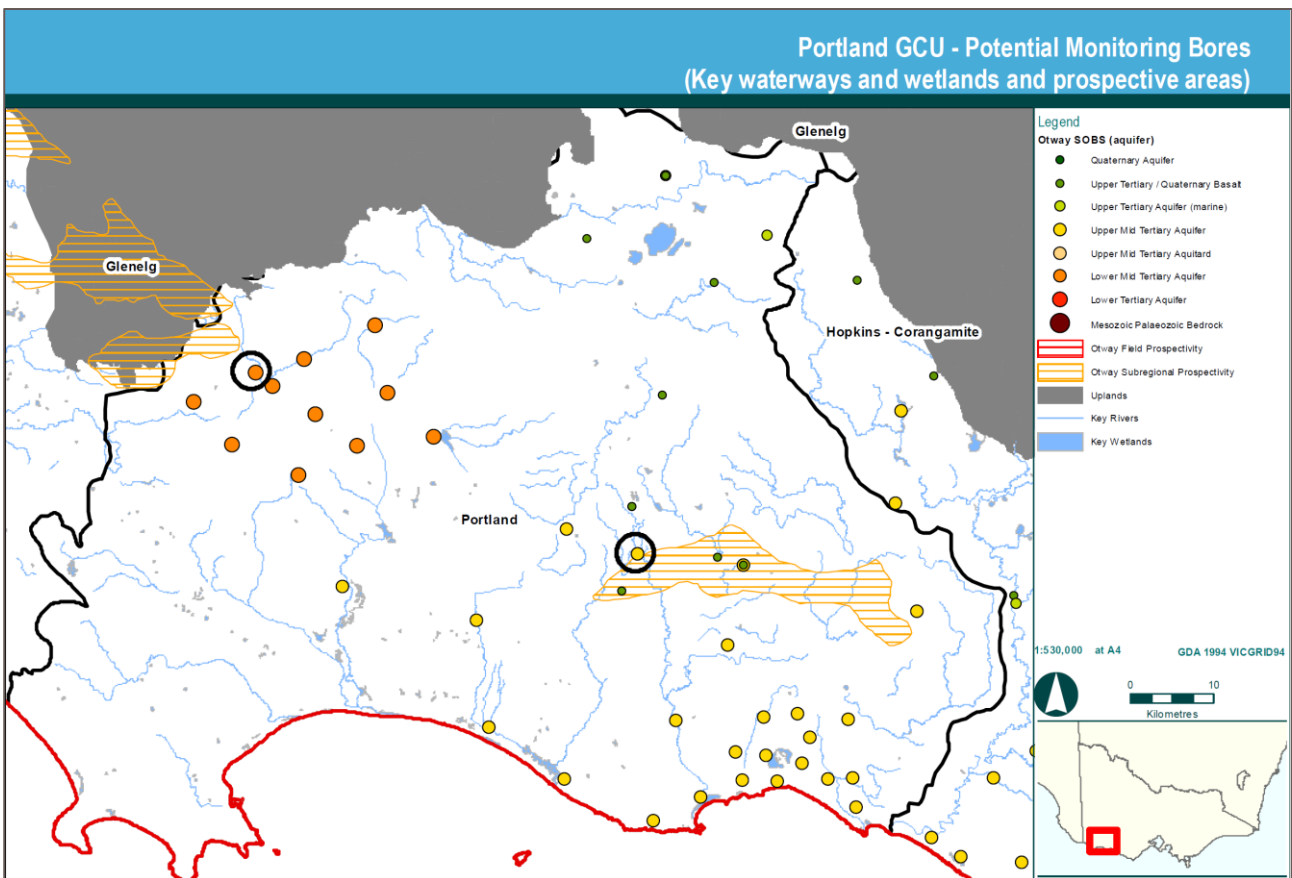 Portland GCU - Potential Monitoring Bores
(Key waterways and wetlands and prospective areas)
Glenelg
Glenelg
Hopkins - Corangamite
Portland
Legend
Otway SOBS (aquifer)
Quaternary Aquifer
Upper Tertiary / Quaternary Basalt
Upper Tertiary Aquifer (marine)
Upper Mid Tertiary Aquifer
Upper Mid Tertiary Aquitard
Lower Mid Tertiary Aquifer
Lower Tertiary Aquifer
Mesozoic Palaeozoic Bedrock
Otway Field Prospectivity
Otway Subregional Prospectivity
Uplands
Key Rivers
Key Wetlands
1:530,000 at A4 GDA 1994 VICGRID94
0 10
Kilometres